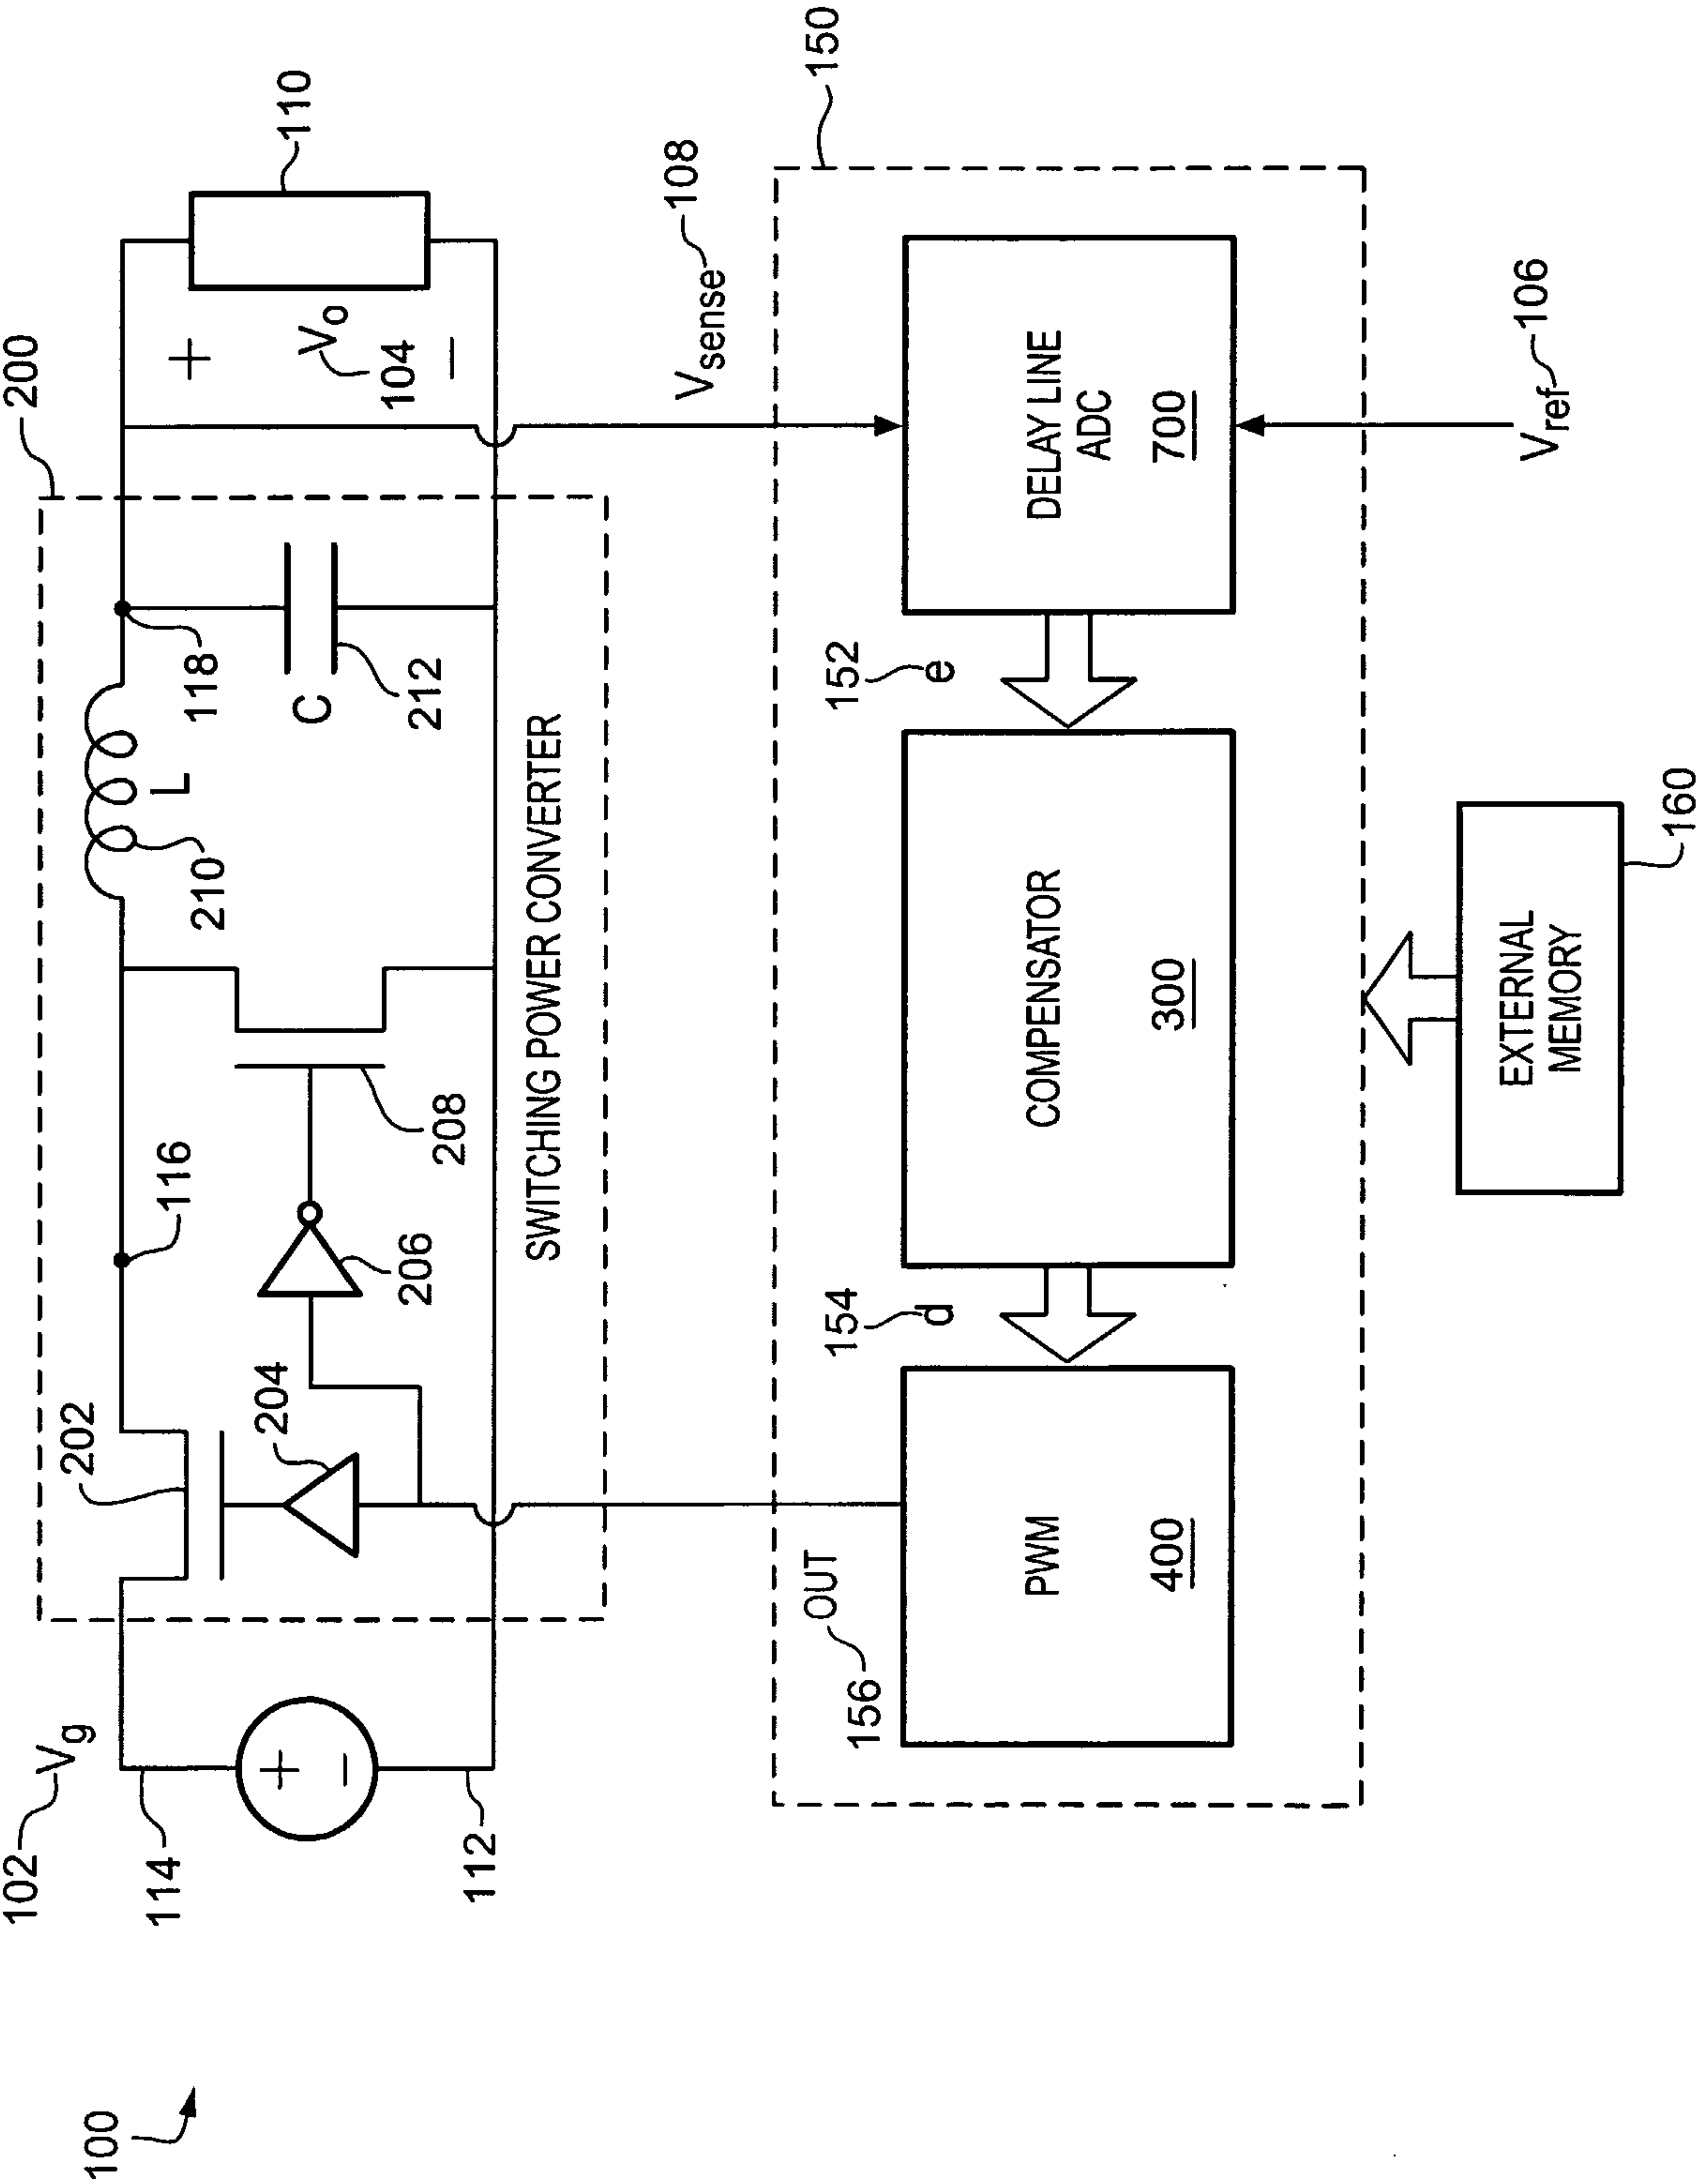 100
102 Vg
114
112
200
202
204
206
208
116
210
L
118
C
212
SWITCHING POWER CONVERTER
+
−
+
Vo
104
−
110
Vsense 108
150
156 OUT
PWM
400
154
d
COMPENSATOR
300
152
e
DELAY LINE
ADC
700
Vref 106
EXTERNAL
MEMORY
160